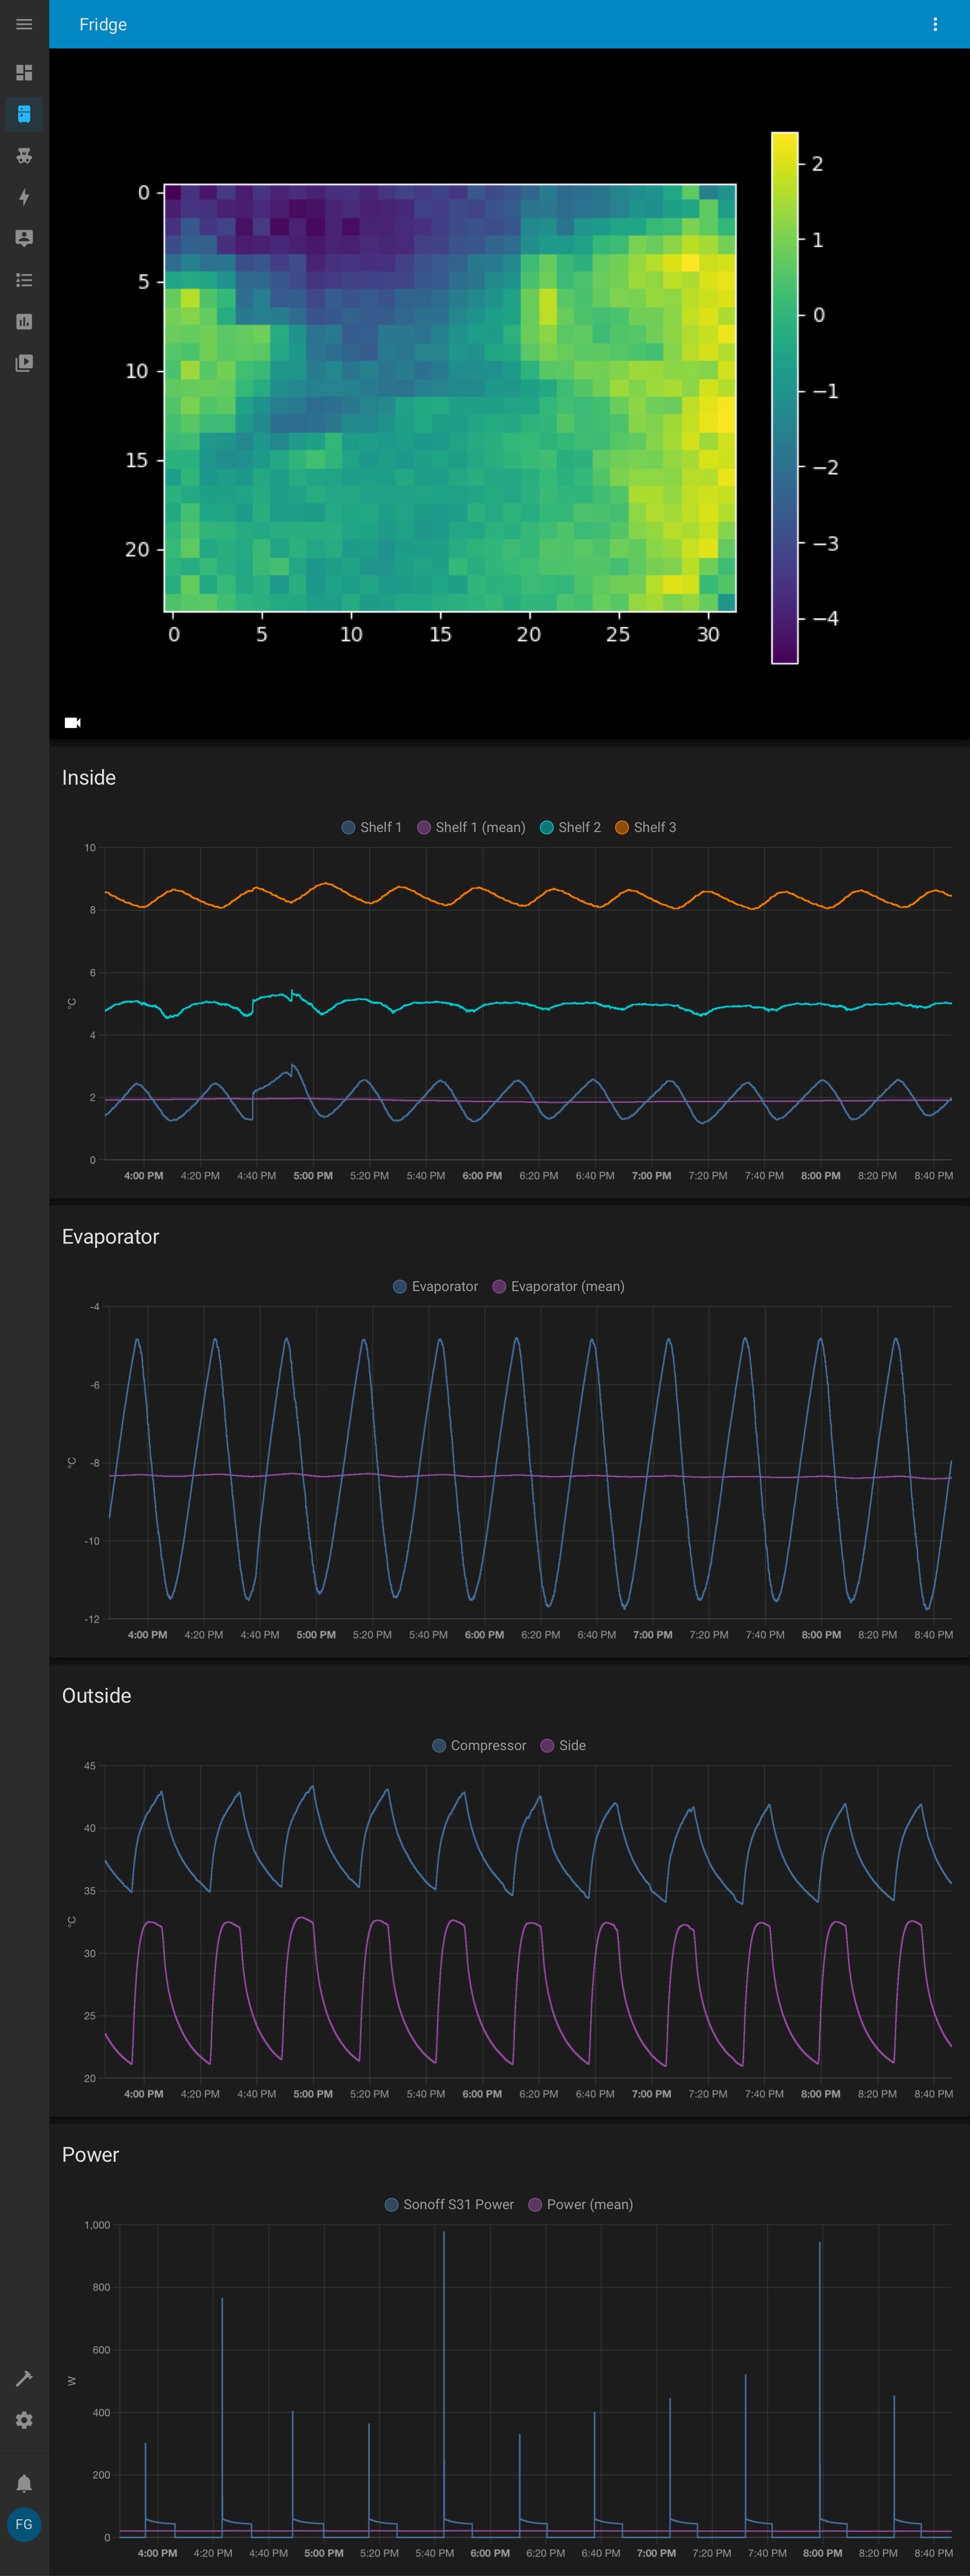 Fridge
2
1
0
−1
−2
−3
−4
0
5
10
15
20
0 5 10 15 20 25 30
Inside
Shelf 1 Shelf 1 (mean) Shelf 2 Shelf 3
10
8
6
4
2
0
°C
4:00 PM 4:20 PM 4:40 PM 5:00 PM 5:20 PM 5:40 PM 6:00 PM 6:20 PM 6:40 PM 7:00 PM 7:20 PM 7:40 PM 8:00 PM 8:20 PM 8:40 PM
Evaporator
Evaporator Evaporator (mean)
-4
-6
-8
-10
-12
°C
4:00 PM 4:20 PM 4:40 PM 5:00 PM 5:20 PM 5:40 PM 6:00 PM 6:20 PM 6:40 PM 7:00 PM 7:20 PM 7:40 PM 8:00 PM 8:20 PM 8:40 PM
Outside
Compressor Side
45
40
35
30
25
20
°C
4:00 PM 4:20 PM 4:40 PM 5:00 PM 5:20 PM 5:40 PM 6:00 PM 6:20 PM 6:40 PM 7:00 PM 7:20 PM 7:40 PM 8:00 PM 8:20 PM 8:40 PM
Power
Sonoff S31 Power Power (mean)
1,000
800
600
400
200
0
W
4:00 PM 4:20 PM 4:40 PM 5:00 PM 5:20 PM 5:40 PM 6:00 PM 6:20 PM 6:40 PM 7:00 PM 7:20 PM 7:40 PM 8:00 PM 8:20 PM 8:40 PM
FG